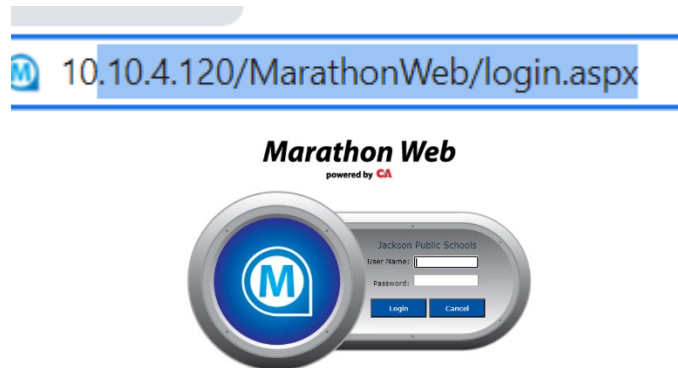 10.10.4.120/MarathonWeb/login.aspx
Marathon Web
powered by CA
Jackson Public Schools
User Name:
Password:
Login Cancel
M